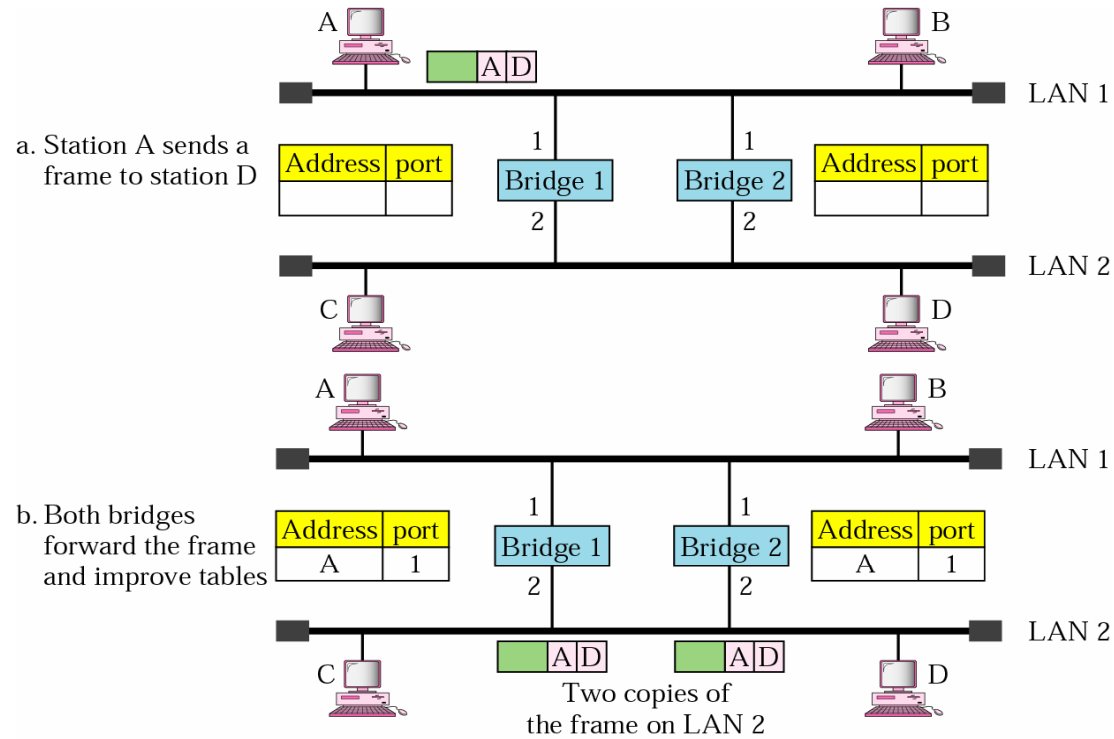 A
B
A D
LAN 1
a. Station A sends a
frame to station D
Address port
1
Bridge 1
2
1
Bridge 2
2
Address port
LAN 2
C
D
A
B
LAN 1
b. Both bridges
forward the frame
and improve tables
Address port
A 1
1
Bridge 1
2
1
Bridge 2
2
Address port
A 1
LAN 2
C
A D
A D
D
Two copies of
the frame on LAN 2